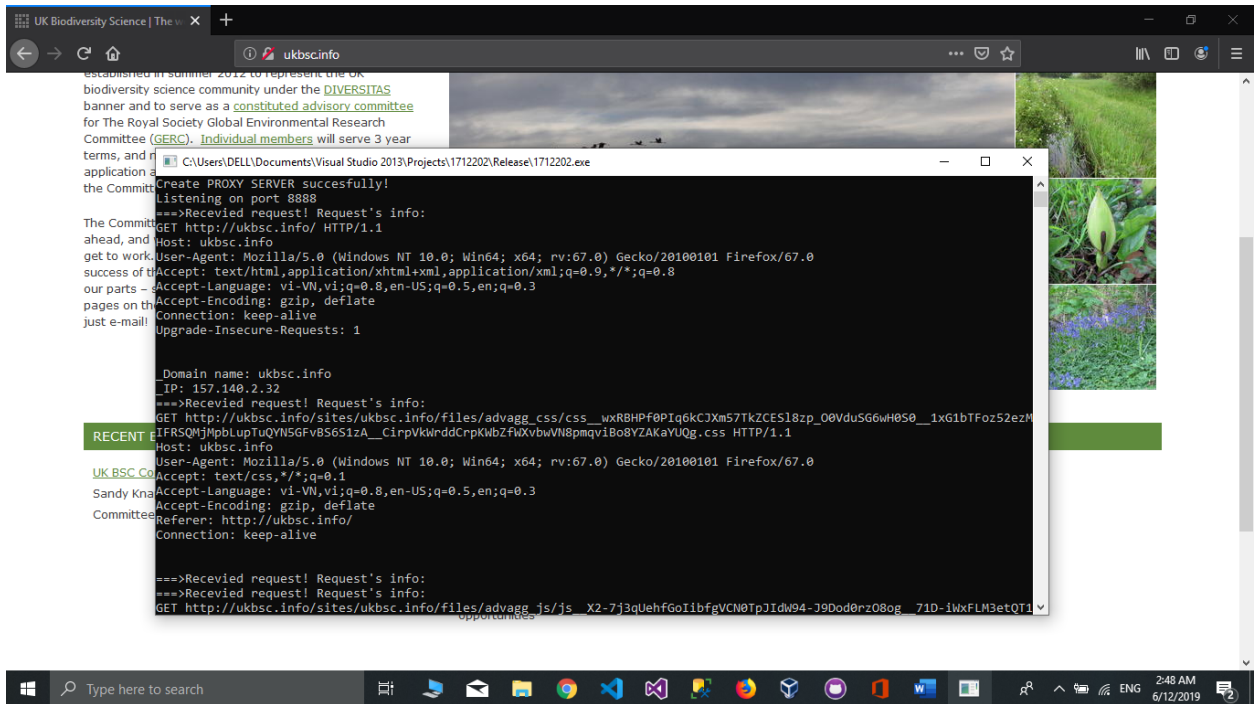 UK Biodiversity Science | The w
ukbsc.info
established in summer 2012 to represent the UK
biodiversity science community under the DIVERSITAS
banner and to serve as a constituted advisory committee
for The Royal Society Global Environmental Research
Committee (GERC). Individual members will serve 3 year
terms, and
application a
the Committ
The Committ
ahead, and
get to work.
success of th
our parts –
pages on th
just e-mail!
RECENT E
UK BSC Co
Sandy Kna
Committee
C:\Users\DELL\Documents\Visual Studio 2013\Projects\1712202\Release\1712202.exe
Create PROXY SERVER succesfully!
Listening on port 8888
===>Recevied request! Request's info:
GET http://ukbsc.info/ HTTP/1.1
Host: ukbsc.info
User-Agent: Mozilla/5.0 (Windows NT 10.0; Win64; x64; rv:67.0) Gecko/20100101 Firefox/67.0
Accept: text/html,application/xhtml+xml,application/xml;q=0.9,*/*;q=0.8
Accept-Language: vi-VN,vi;q=0.8,en-US;q=0.5,en;q=0.3
Accept-Encoding: gzip, deflate
Connection: keep-alive
Upgrade-Insecure-Requests: 1
_Domain name: ukbsc.info
_IP: 157.140.2.32
===>Recevied request! Request's info:
GET http://ukbsc.info/sites/ukbsc.info/files/advagg_css/css__wxRBHPf0PIq6kCJXm57TkZCESl8zp_O0VduSG6wH0S0__1xG1bTFoz52ezM
IFRSQMjMpbLupTuQYN5GFvBS6S1zA__CirpVkWrddCrpKWbZfWXvbwVN8pmqviBo8YZAKaYUQg.css HTTP/1.1
Host: ukbsc.info
User-Agent: Mozilla/5.0 (Windows NT 10.0; Win64; x64; rv:67.0) Gecko/20100101 Firefox/67.0
Accept: text/css,*/*;q=0.1
Accept-Language: vi-VN,vi;q=0.8,en-US;q=0.5,en;q=0.3
Accept-Encoding: gzip, deflate
Referer: http://ukbsc.info/
Connection: keep-alive
===>Recevied request! Request's info:
===>Recevied request! Request's info:
GET http://ukbsc.info/sites/ukbsc.info/files/advagg_js/js__X2-7j3qUehfGoIibfgVCN0TpJIdW94-J9Dod0rzO8og__71D-iWxFLM3etQT1
opportunities
Type here to search
ENG
2:48 AM
6/12/2019
2